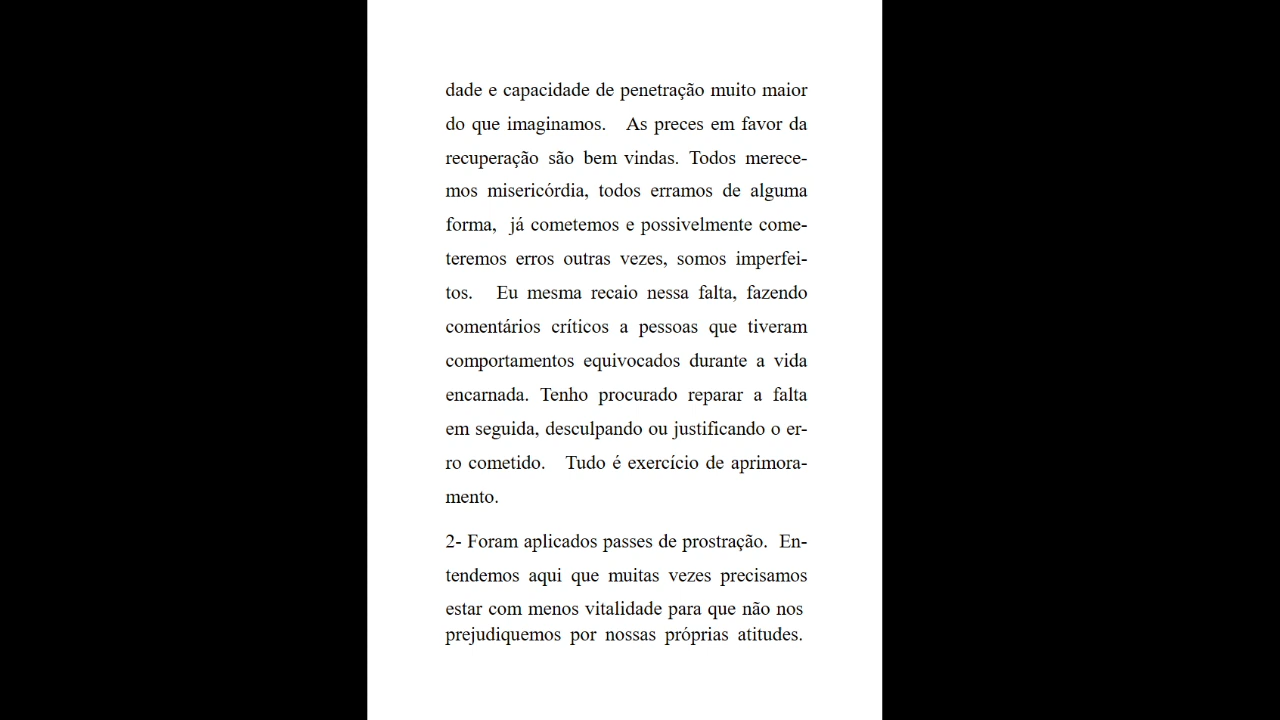 dade e capacidade de penetração muito maior
do que imaginamos. As preces em favor da
recuperação são bem vindas. Todos merece-
mos misericórdia, todos erramos de alguma
forma, já cometemos e possivelmente come-
teremos erros outras vezes, somos imperfei-
tos. Eu mesma recaio nessa falta, fazendo
comentários críticos a pessoas que tiveram
comportamentos equivocados durante a vida
encarnada. Tenho procurado reparar a falta
em seguida, desculpando ou justificando o er-
ro cometido. Tudo é exercício de aprimora-
mento.
2- Foram aplicados passes de prostração. En-
tendemos aqui que muitas vezes precisamos
estar com menos vitalidade para que não nos
prejudiquemos por nossas próprias atitudes.